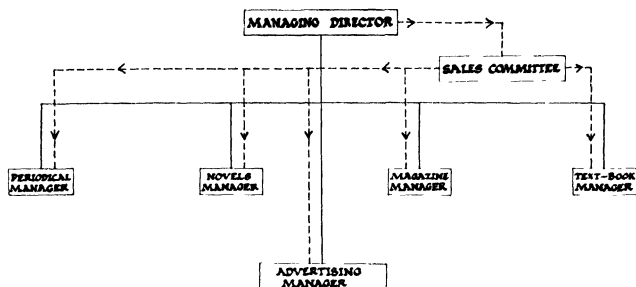 MANAGING DIRECTOR
SALES COMMITTEE
PERIODICAL
MANAGER
NOVELS
MANAGER
MAGAZINE
MANAGER
TEXT-BOOK
MANAGER
ADVERTISING
MANAGER